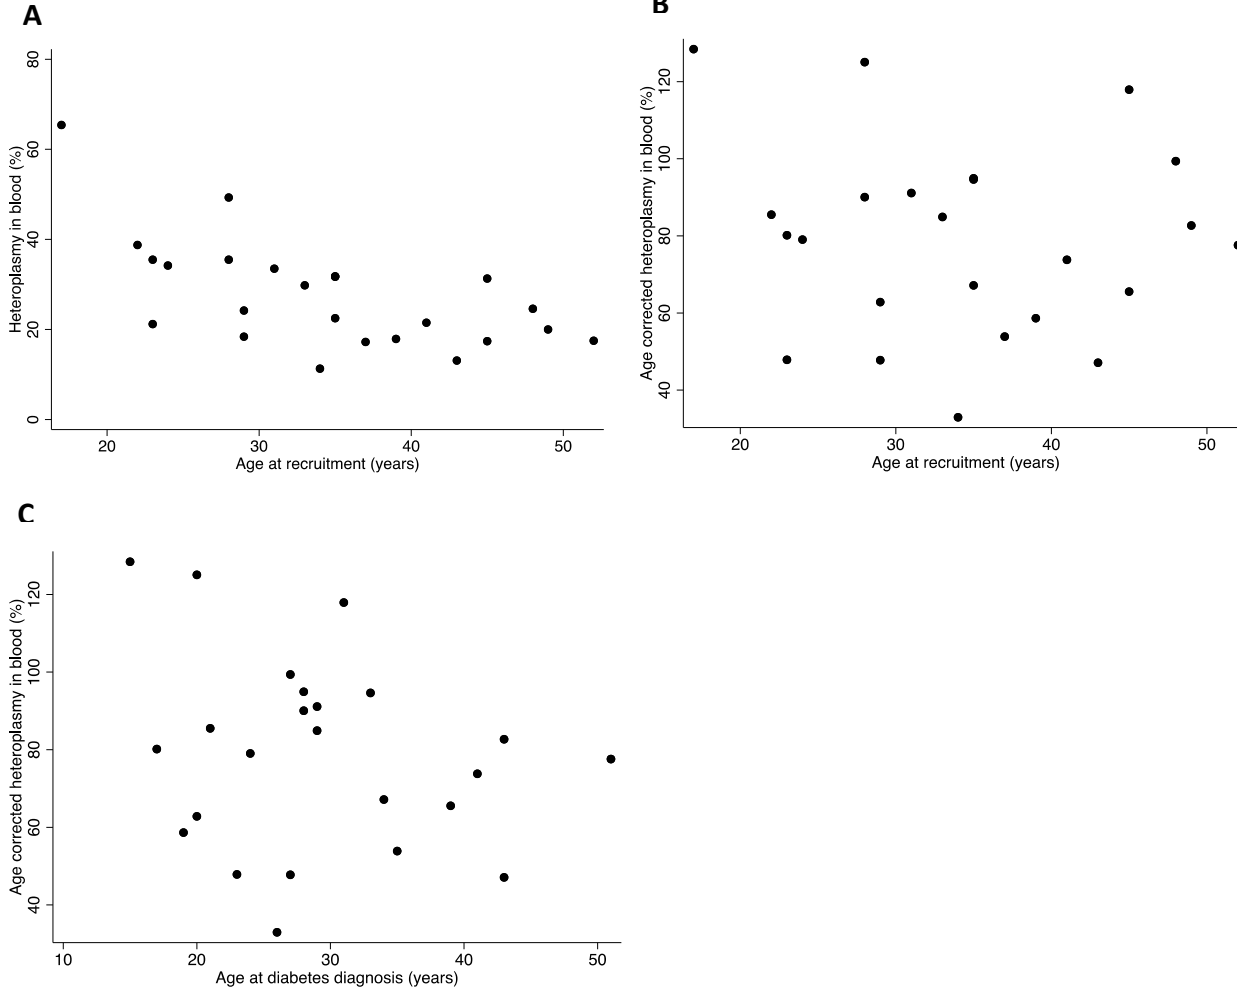 A
Heteroplasmy in blood (%)
80
60
40
20
0
20 30 40 50
Age at recruitment (years)
B
Age corrected heteroplasmy in blood (%)
120
100
80
60
40
20 30 40 50
Age at recruitment (years)
C
Age corrected heteroplasmy in blood (%)
120
100
80
60
40
10 20 30 40 50
Age at diabetes diagnosis (years)